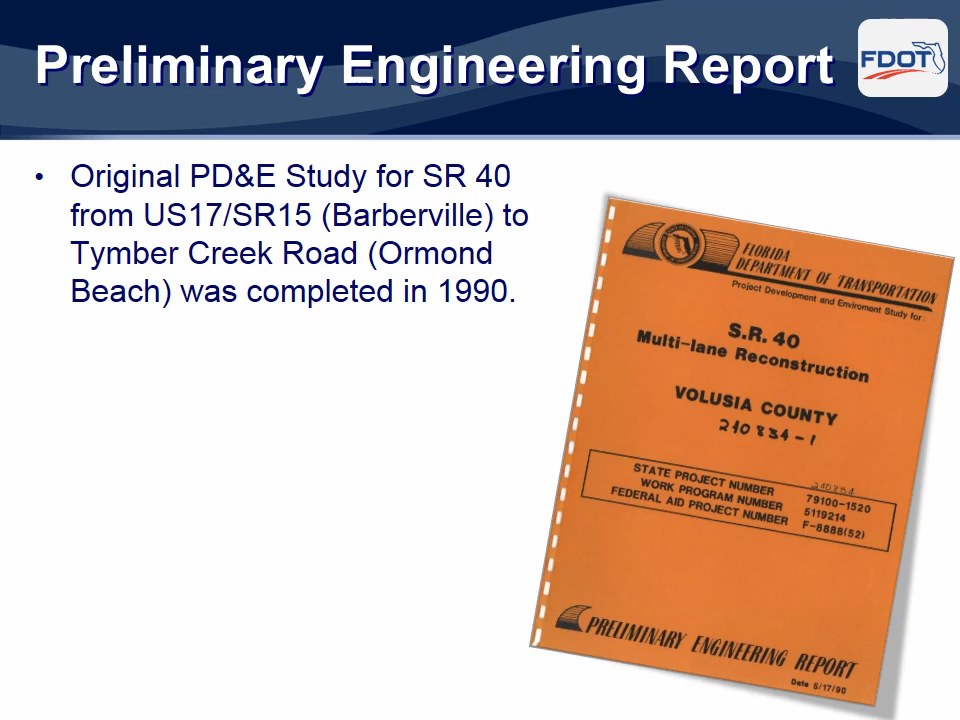 Preliminary Engineering Report
FDOT
• Original PD&E Study for SR 40
from US17/SR15 (Barberville) to
Tymber Creek Road (Ormond
Beach) was completed in 1990.
FLORIDA
DEPARTMENT OF TRANSPORTATION
Project Development and Enviroment Study for
S.R. 40
Multi-lane Reconstruction
VOLUSIA COUNTY
210834-1
210834
STATE PROJECT NUMBER 79100-1520
WORK PROGRAM NUMBER 5119214
FEDERAL AID PROJECT NUMBER F-8888(52)
PRELIMINARY ENGINEERING REPORT
Date 5/17/90